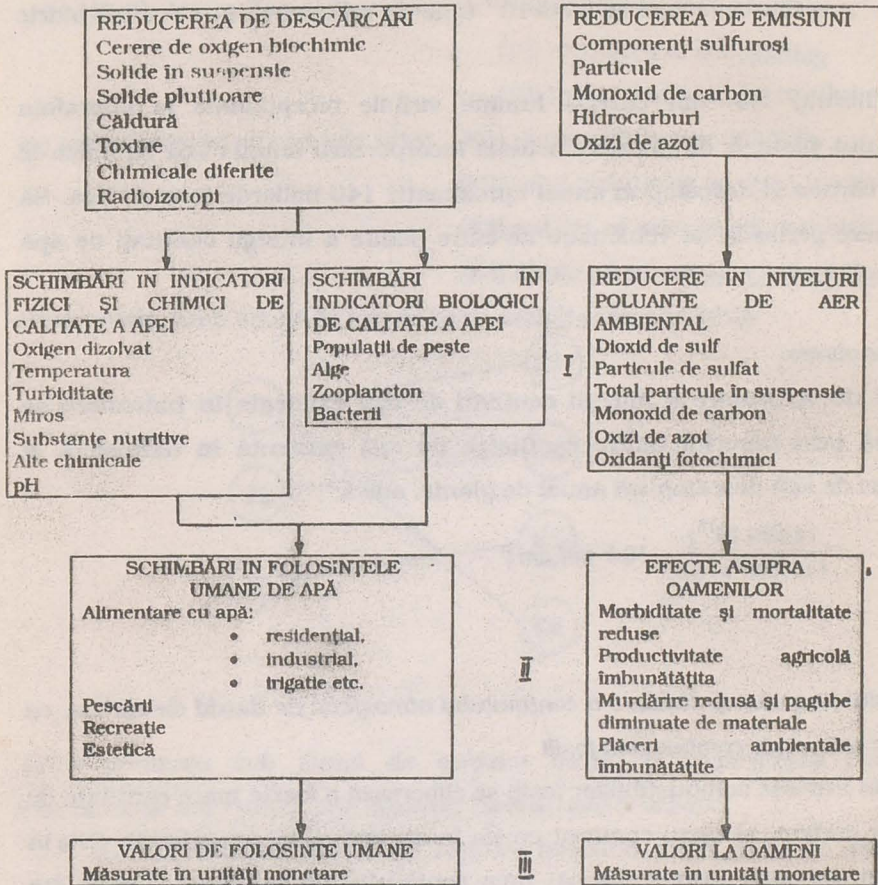 REDUCEREA DE DESCĂRCĂRI
Cerere de oxigen biochimic
Solide în suspensie
Solide plutitoare
Căldură
Toxine
Chimicale diferite
Radioizotopi
REDUCEREA DE EMISIUNI
Componenţi sulfuroşi
Particule
Monoxid de carbon
Hidrocarburi
Oxizi de azot
SCHIMBĂRI IN INDICATORI
FIZICI ŞI CHIMICI DE
CALITATE A APEI
Oxigen dizolvat
Temperatura
Turbiditate
Miros
Substanţe nutritive
Alte chimicale
pH
SCHIMBĂRI IN
INDICATORI BIOLOGICI
DE CALITATE A APEI
Populaţii de peşte
Alge
Zooplancton
Bacterii
I
REDUCERE IN NIVELURI
POLUANTE DE AER
AMBIENTAL
Dioxid de sulf
Particule de sulfat
Total particule în suspensie
Monoxid de carbon
Oxizi de azot
Oxidanţi fotochimici
SCHIMBĂRI IN FOLOSINŢELE
UMANE DE APĂ
Alimentare cu apă:
• residenţial,
• industrial,
• irigatie etc.
Pescării
Recreaţie
Estetică
II
EFECTE ASUPRA
OAMENILOR
Morbiditate şi mortalitate
reduse
Productivitate agricolă
îmbunătăţita
Murdărire redusă şi pagube
diminuate de materiale
Plăceri ambientale
îmbunătăţite
VALORI DE FOLOSINŢE UMANE
Măsurate în unităţi monetare
III
VALORI LA OAMENI
Măsurate în unităţi monetare